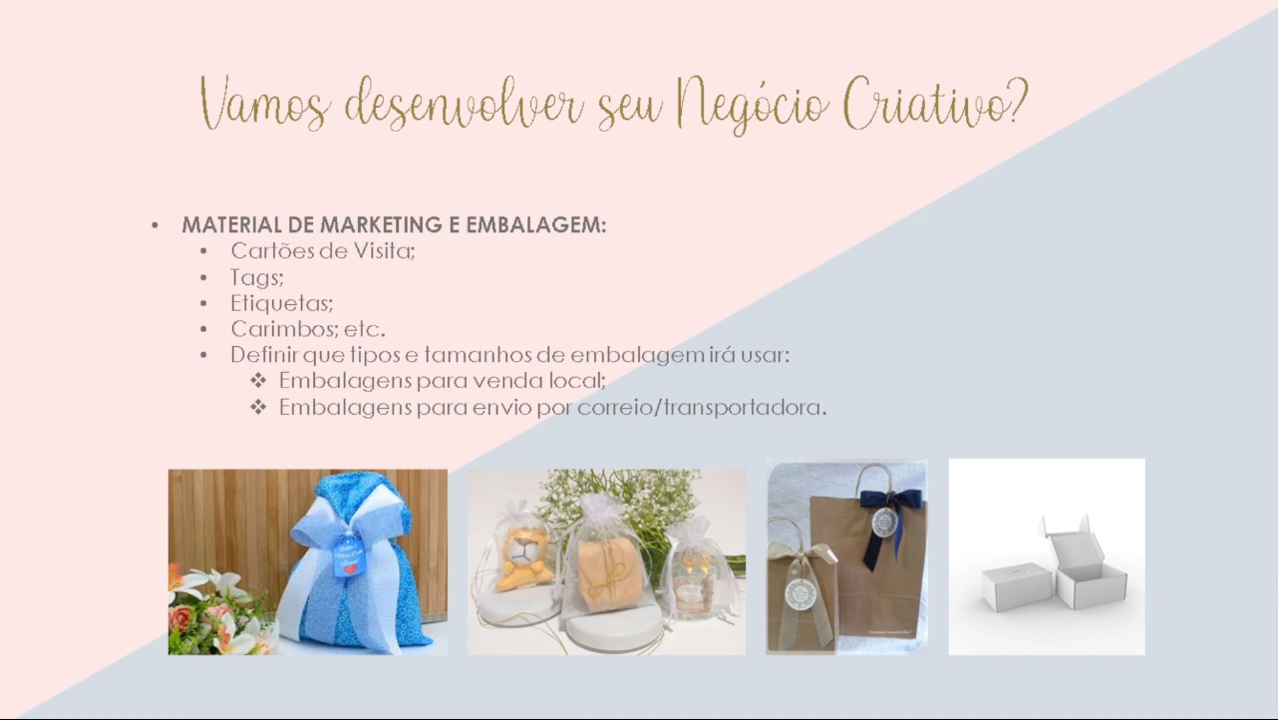 Vamos desenvolver seu Negócio Criativo?
• MATERIAL DE MARKETING E EMBALAGEM:
• Cartões de Visita;
• Tags;
• Etiquetas;
• Carimbos; etc.
• Definir que tipos e tamanhos de embalagem irá usar:
❖ Embalagens para venda local;
❖ Embalagens para envio por correio/transportadora.